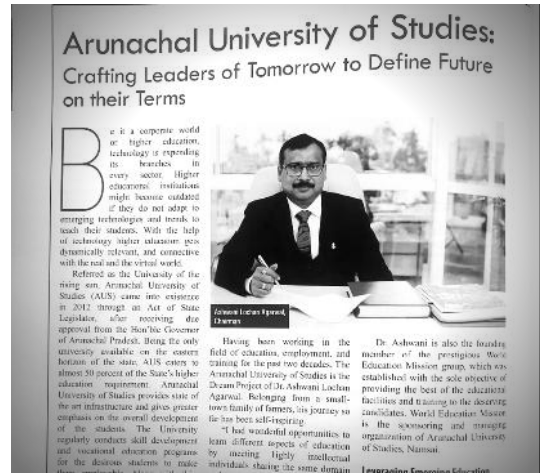 Arunachal University of Studies:
Crafting Leaders of Tomorrow to Define Future
on their Terms
Be it a corporate world
or higher education,
technology is expending
its branches in
every sector. Higher
educational institutions
might become outdated
if they do not adapt to
emerging technologies and trends to
teach their students. With the help
of technology higher education gets
dynamically relevant, and connective
with the real and the virtual world.
Referred as the University of the
rising sun, Arunachal University of
Studies (AUS) came into existence
in 2012 through an Act of State
Legislator, after receiving due
approval from the Hon'ble Governor
of Arunachal Pradesh. Being the only
university available on the eastern
horizon of the state, AUS caters to
almost 50 percent of the State's higher
education requirement. Arunachal
University of Studies provides state of
the art infrastructure and gives greater
emphasis on the overall development
of the students. The University
regularly conducts skill development
and vocational education programs
for the desirous students to make
Ashwani Lochan Agarwal,
Chairman
Having been working in the
field of education, employment, and
training for the past two decades. The
Arunachal University of Studies is the
Dream Project of Dr. Ashwani Lochan
Agarwal. Belonging from a small-
town family of farmers, his journey so
far has been self-inspiring.
"I had wonderful opportunities to
learn different aspects of education
by meeting highly intellectual
individuals sharing the same domain
Dr. Ashwani is also the founding
member of the prestigious World
Education Mission group, which was
established with the sole objective of
providing the best of the educational
facilities and training to the deserving
candidates. World Education Mission
is the sponsoring and managing
organization of Arunachal University
of Studies, Namsai.
Leveraging Emerging Education